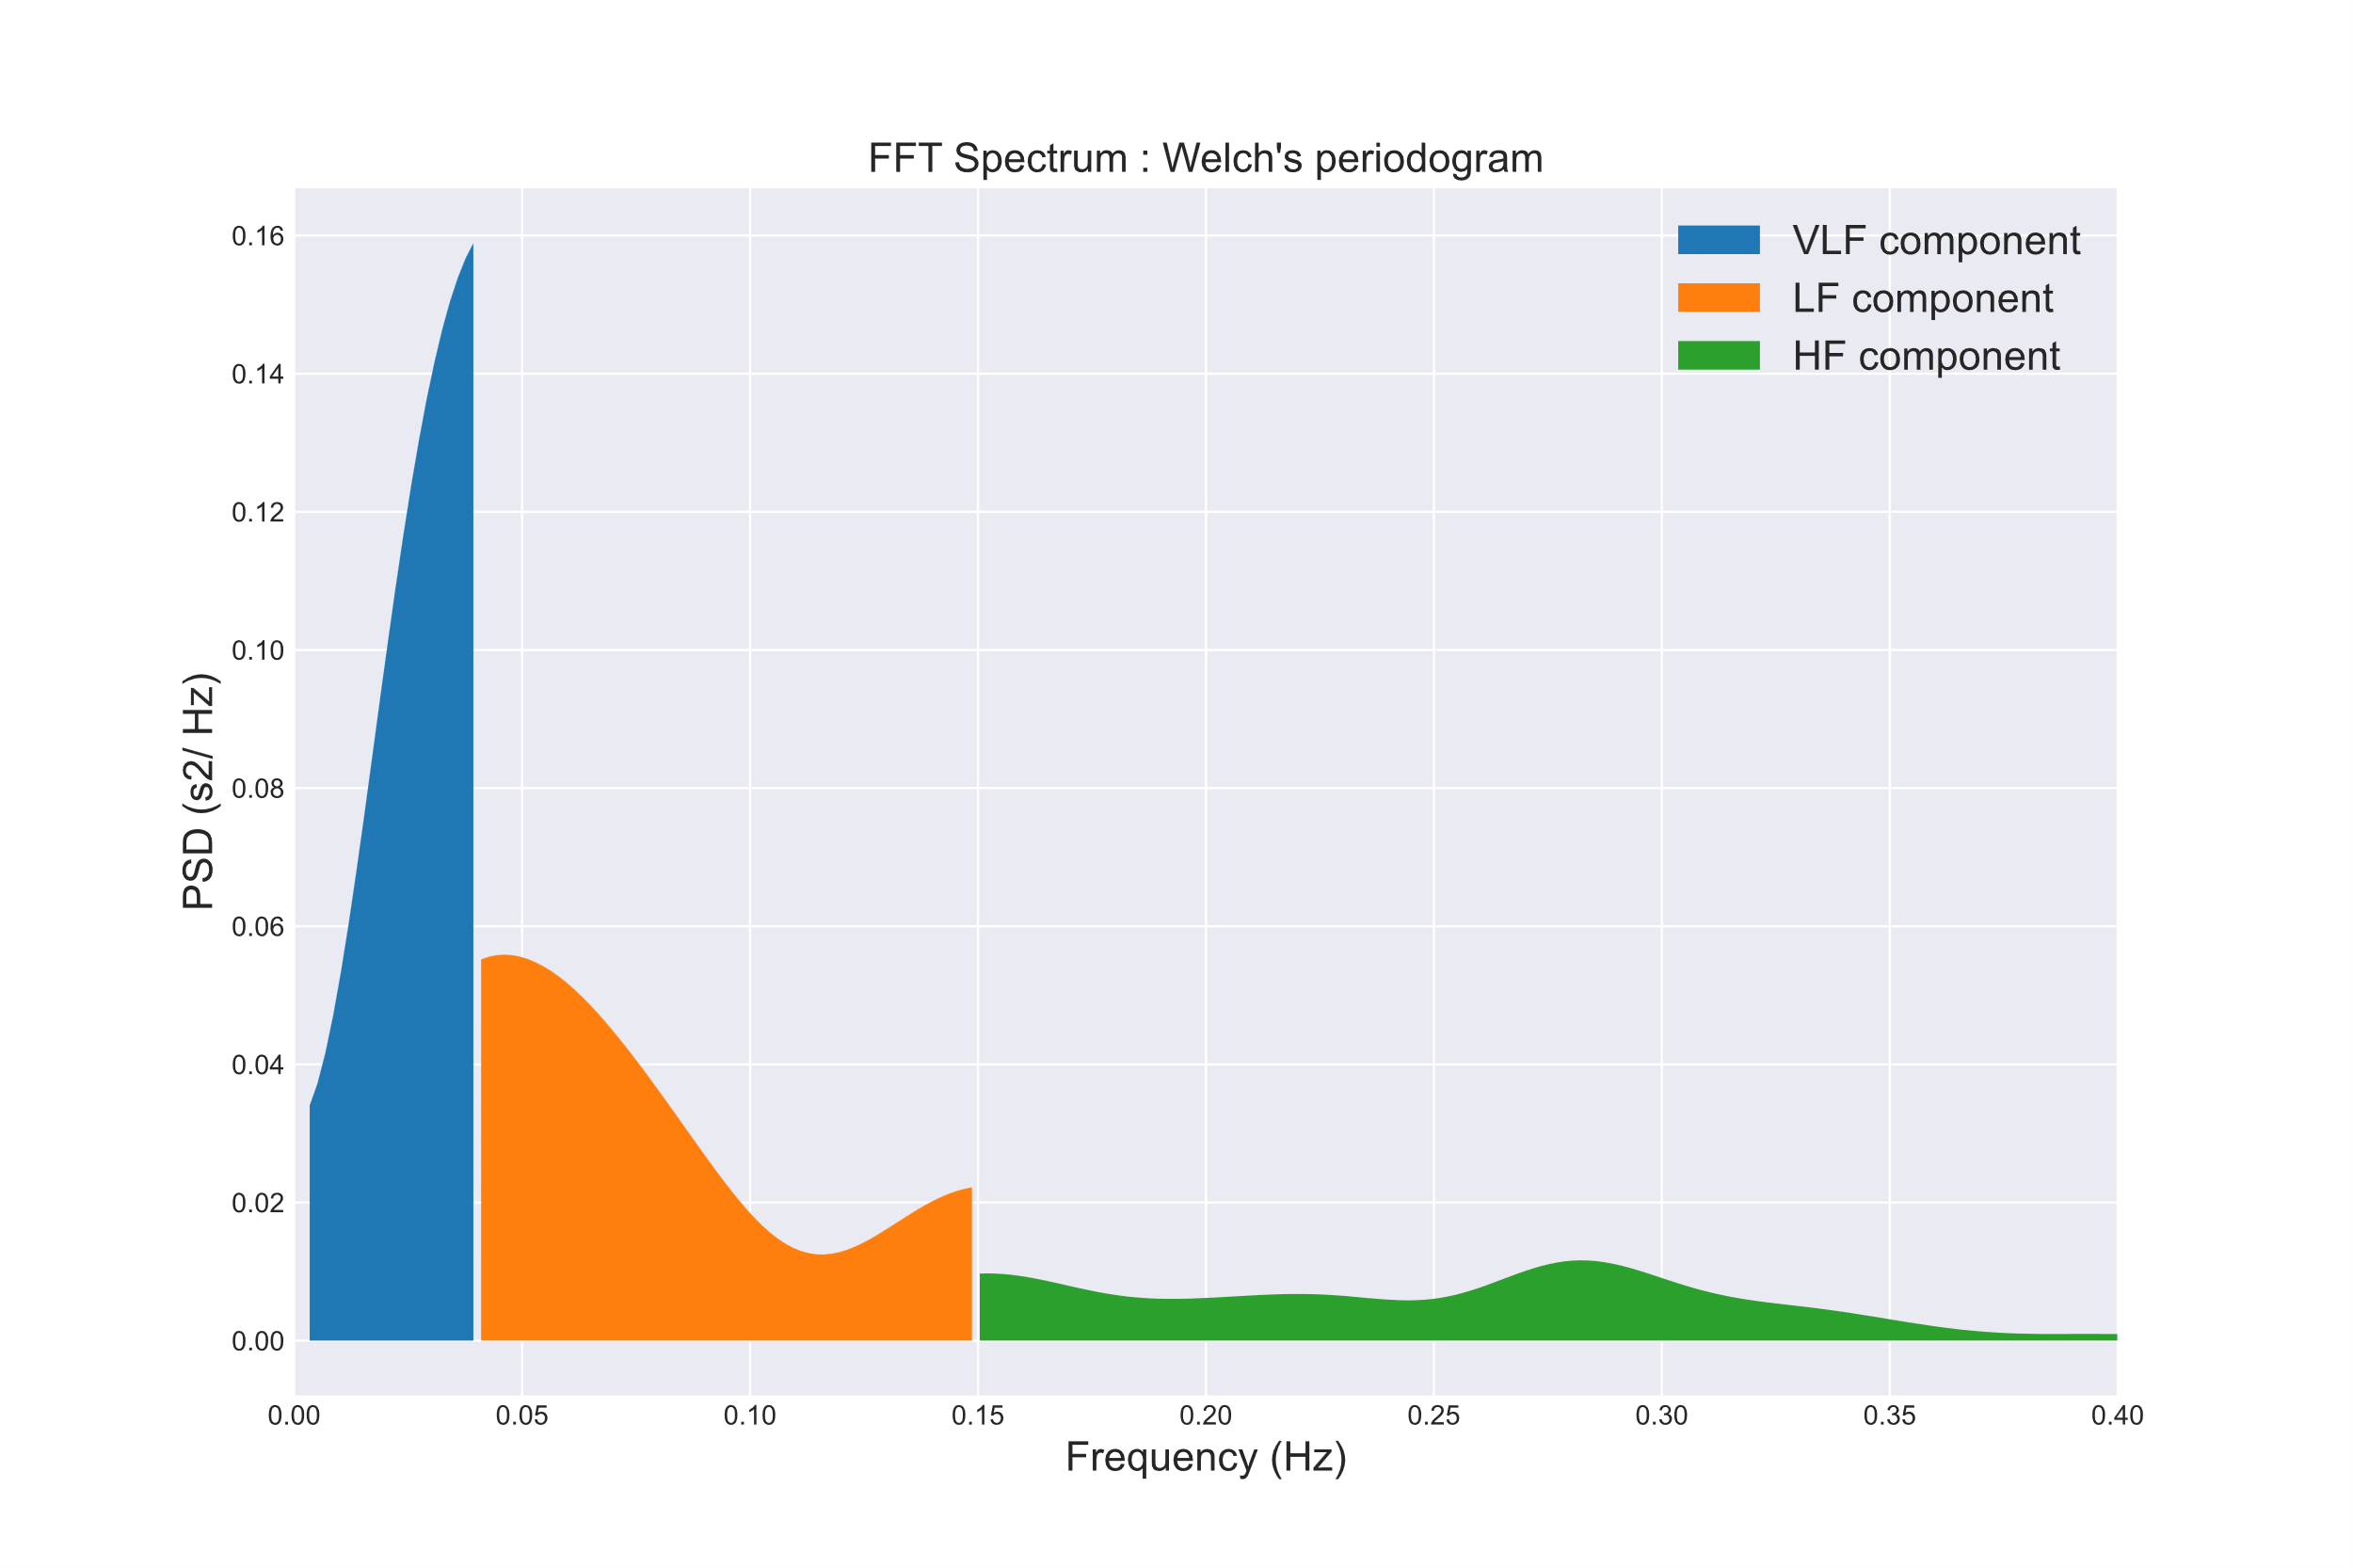 FFT Spectrum : Welch's periodogram
VLF component
LF component
HF component
0.16
0.14
0.12
0.10
0.08
0.06
0.04
0.02
0.00
PSD (s2/ Hz)
0.00 0.05 0.10 0.15 0.20 0.25 0.30 0.35 0.40
Frequency (Hz)